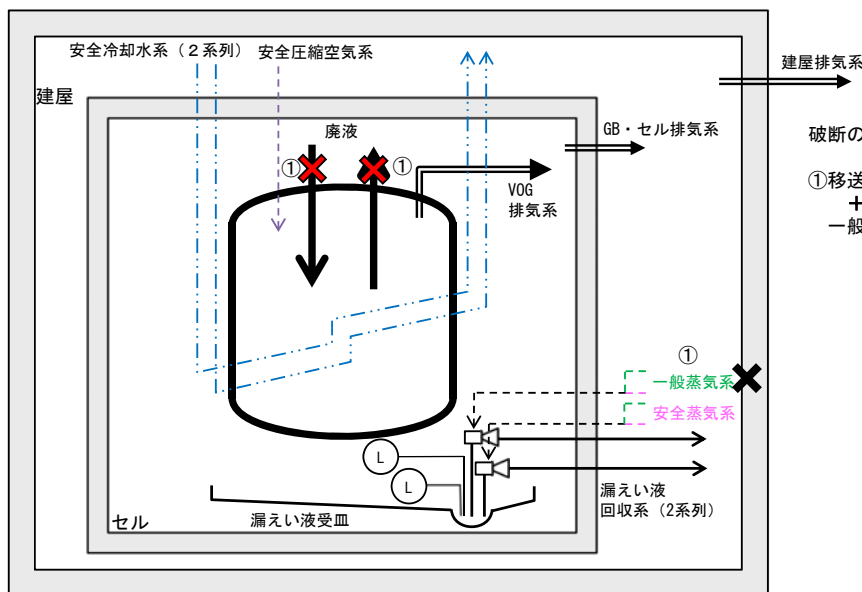 安全冷却水系（２系列）
安全圧縮空気系
建屋排気系
建屋
廃液
GB・セル排気系
破断の
①
①
VOG
排気系
①移送
+
一般
①
一般蒸気系
安全蒸気系
L
L
漏えい液
回収系（2系列）
漏えい液受皿
セル